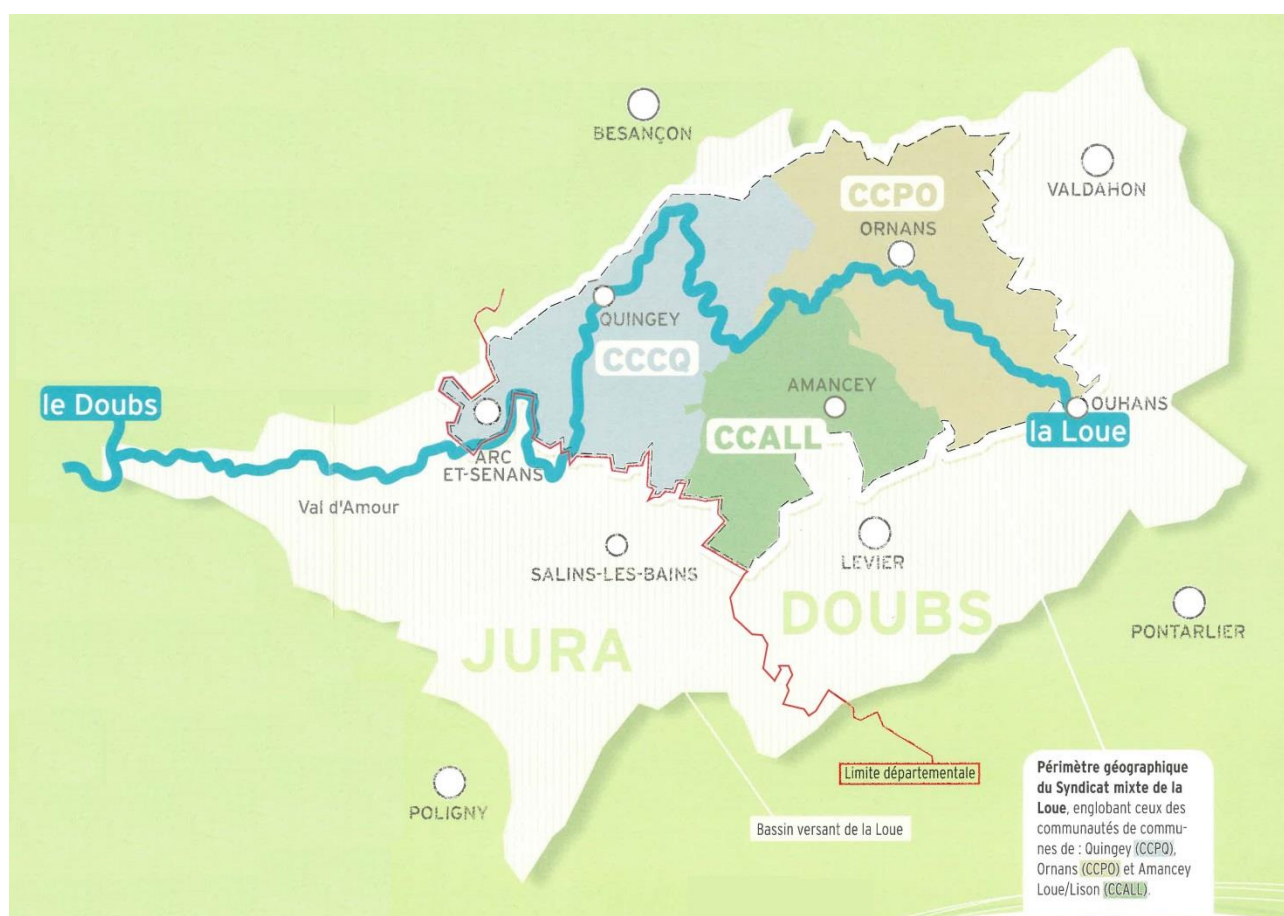 BESANÇON
VALDAHON
CCPO
ORNANS
QUINGEY
CCCQ
AMANCEY
OUHANS
le Doubs
la Loue
CCALL
ARC
ET-SENANS
Val d'Amour
LEVIER
SALINS-LES-BAINS
DOUBS
JURA
PONTARLIER
Limite départementale
POLIGNY
Bassin versant de la Loue
Périmètre géographique
du Syndicat mixte de la
Loue, englobant ceux des
communautés de commu-
nes de : Quingey (CCPQ),
Ornans (CCPO) et Amancey
Loue/Lison (CCALL).